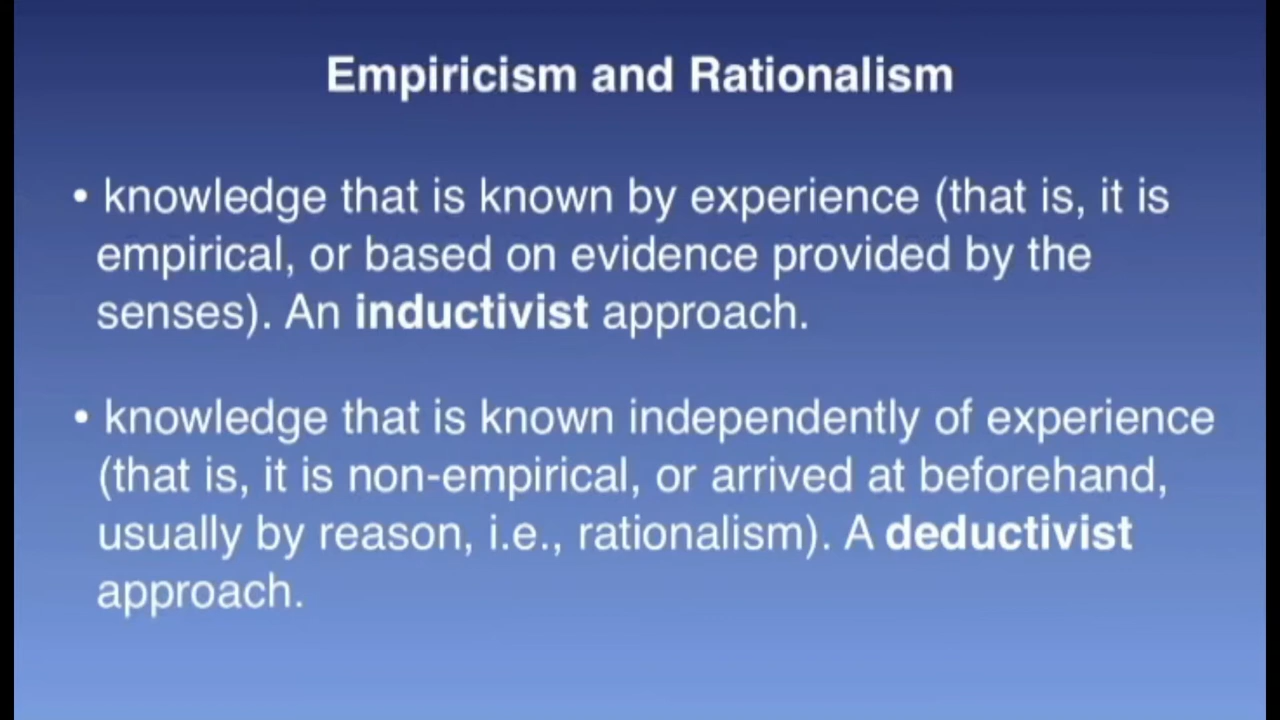 Empiricism and Rationalism
• knowledge that is known by experience (that is, it is
empirical, or based on evidence provided by the
senses). An inductivist approach.
• knowledge that is known independently of experience
(that is, it is non-empirical, or arrived at beforehand,
usually by reason, i.e., rationalism). A deductivist
approach.